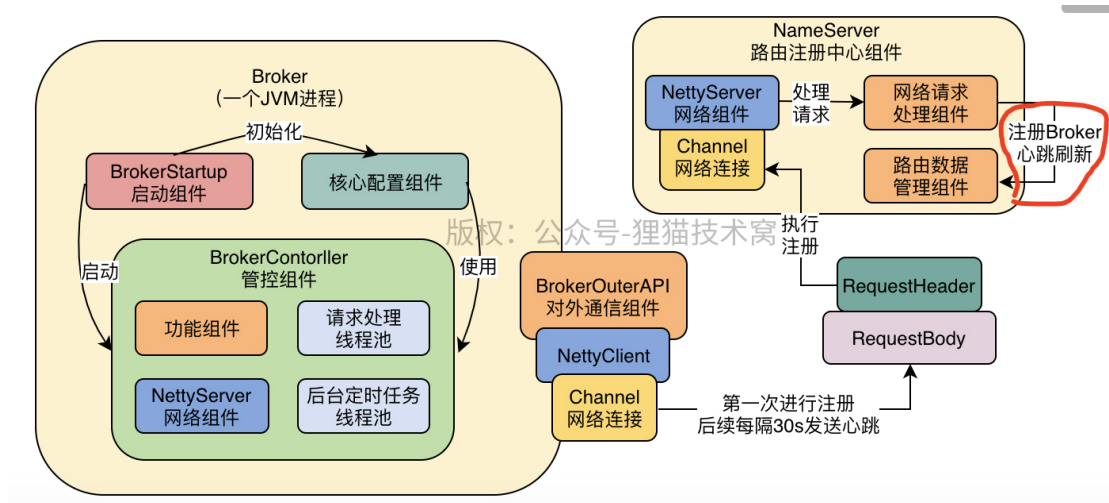 Broker
(一个JVM进程)
初始化
BrokerStartup
启动组件
核心配置组件
启动
使用
BrokerContorller
管控组件
功能组件
请求处理
线程池
NettyServer
网络组件
后台定时任务
线程池
BrokerOuterAPI
对外通信组件
NettyClient
Channel
网络连接
第一次进行注册
后续每隔30s发送心跳
RequestHeader
RequestBody
执行
注册
NameServer
路由注册中心组件
NettyServer
网络组件
Channel
网络连接
处理
请求
网络请求
处理组件
注册Broker
心跳刷新
路由数据
管理组件
版权:公众号-狸猫技术窝